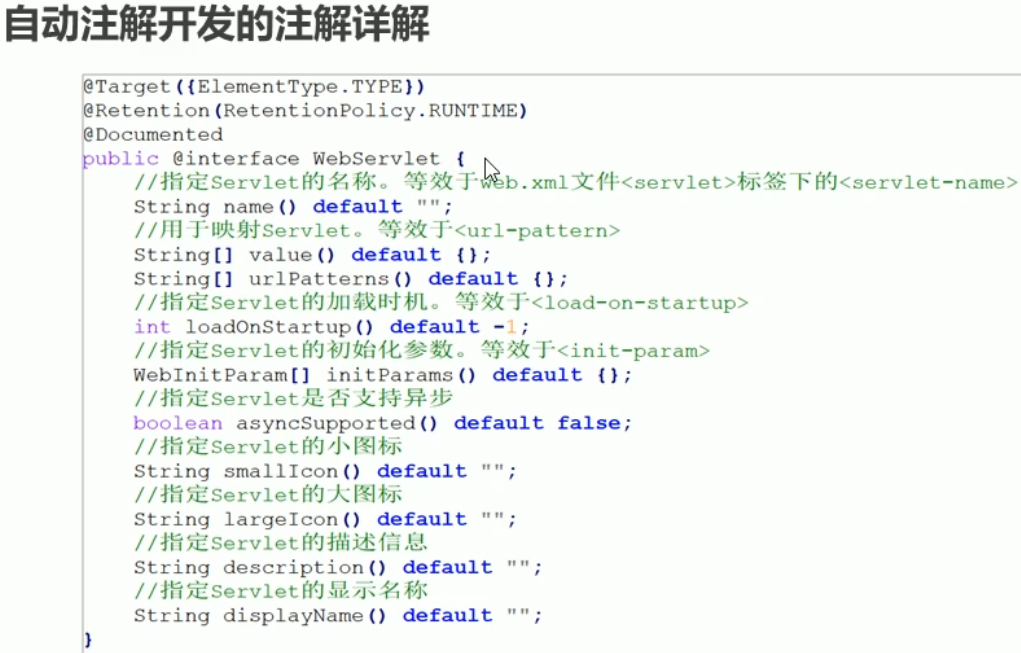 自动注解开发的注解详解
@Target({ElementType.TYPE})
@Retention(RetentionPolicy.RUNTIME)
@Documented
public @interface WebServlet {
    //指定Servlet的名称。等效于web.xml文件<servlet>标签下的<servlet-name>
    String name() default "";
    //用于映射Servlet。等效于<url-pattern>
    String[] value() default {};
    String[] urlPatterns() default {};
    //指定Servlet的加载时机。等效于<load-on-startup>
    int loadOnStartup() default -1;
    //指定Servlet的初始化参数。等效于<init-param>
    WebInitParam[] initParams() default {};
    //指定Servlet是否支持异步
    boolean asyncSupported() default false;
    //指定Servlet的小图标
    String smallIcon() default "";
    //指定Servlet的大图标
    String largeIcon() default "";
    //指定Servlet的描述信息
    String description() default "";
    //指定Servlet的显示名称
    String displayName() default "";
}